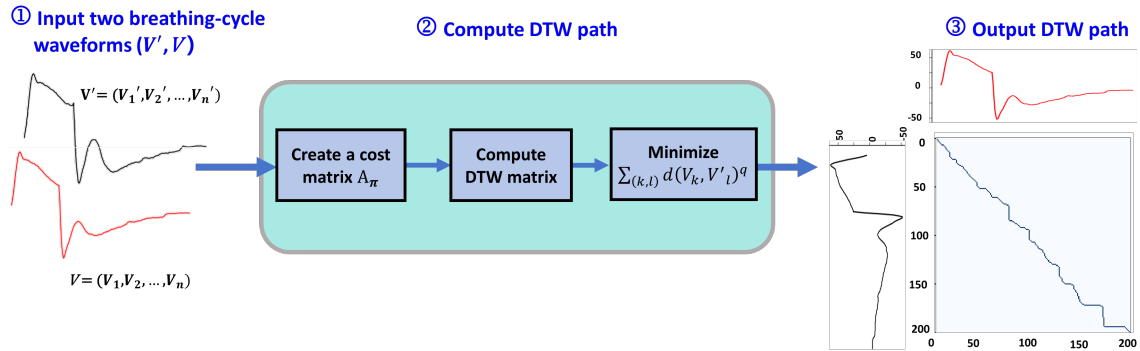 ① Input two breathing-cycle
waveforms (V′, V)
V′= (V₁′,V₂′, …,Vₙ′)
V= (V₁,V₂, …,Vₙ)
② Compute DTW path
Create a cost
matrix A_π
Compute
DTW matrix
Minimize
∑₍ₖ,ₗ₎ d(Vₖ, V′ₗ)^q
③ Output DTW path
50
0
-50
50
0
-50
0
50
100
150
200
0
50
100
150
200